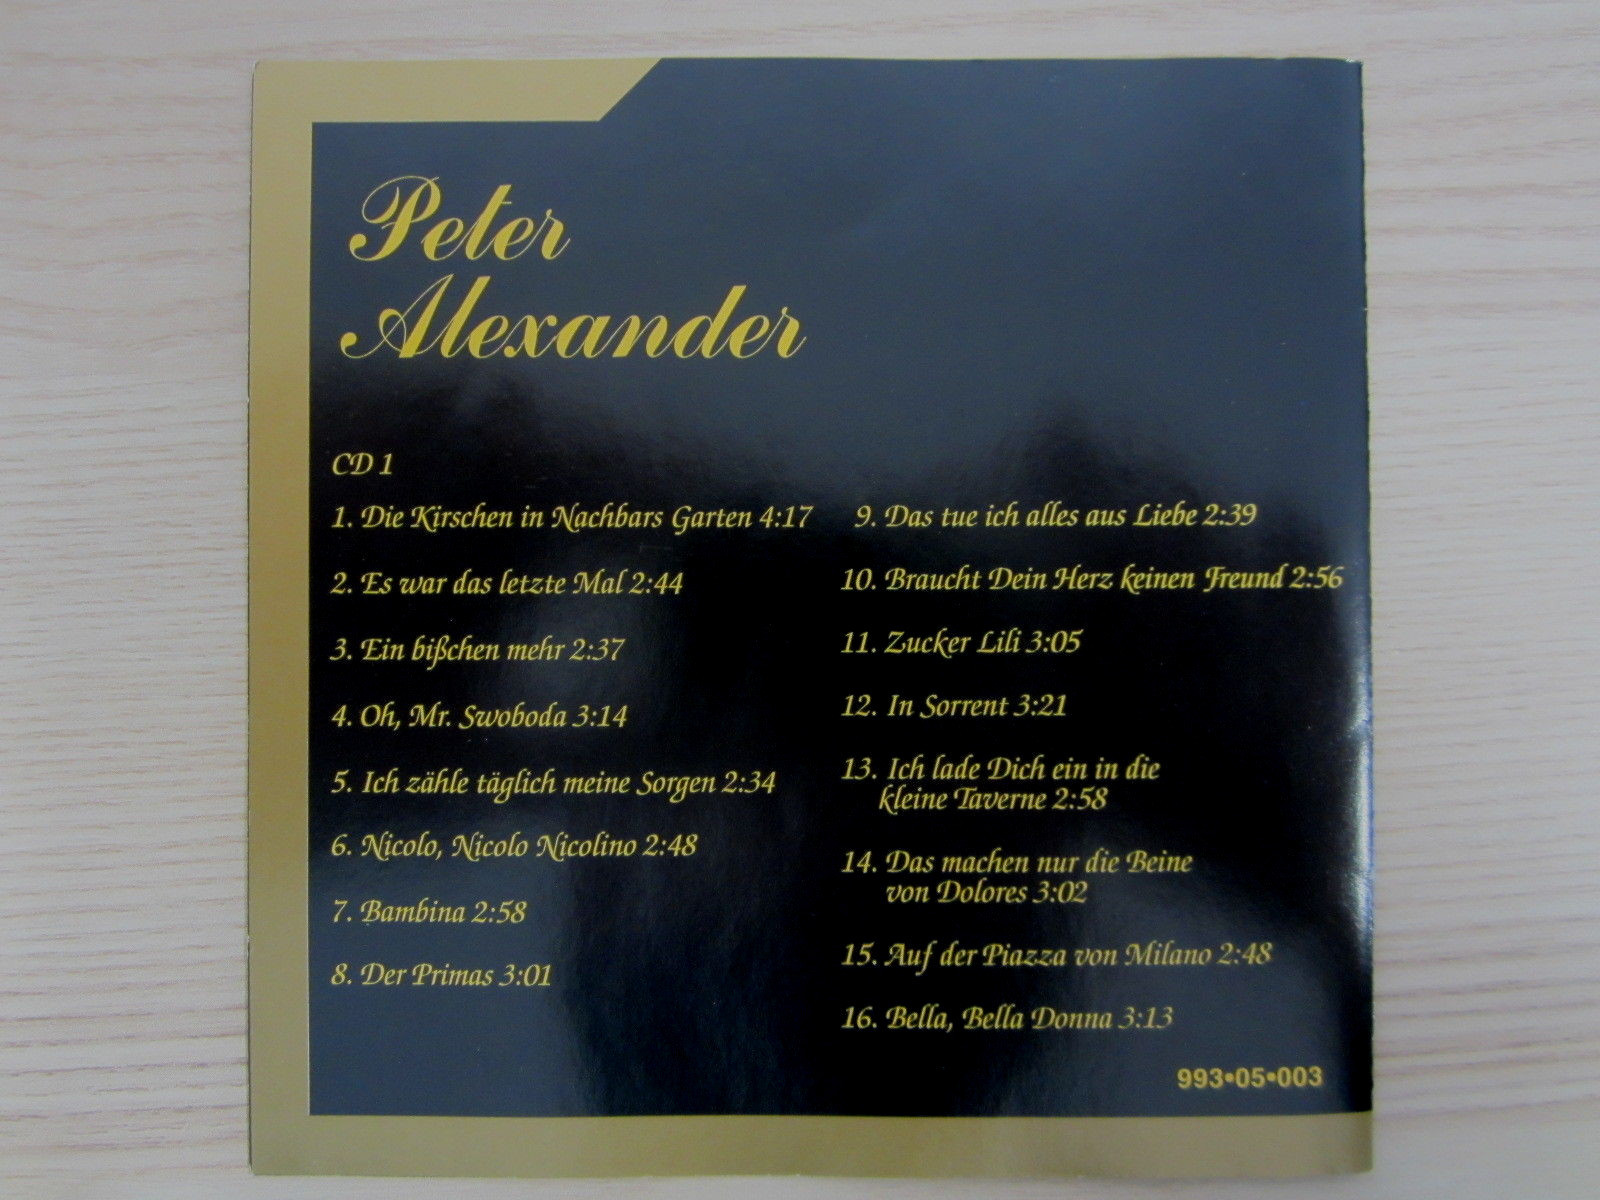 Peter
Alexander
CD 1
1. Die Kirschen in Nachbars Garten 4:17
2. Es war das letzte Mal 2:44
3. Ein bißchen mehr 2:37
4. Oh, Mr. Swoboda 3:14
5. Ich zähle täglich meine Sorgen 2:34
6. Nicolo, Nicolo Nicolino 2:48
7. Bambina 2:58
8. Der Primas 3:01
9. Das tue ich alles aus Liebe 2:39
10. Braucht Dein Herz keinen Freund 2:56
11. Zucker Lili 3:05
12. In Sorrent 3:21
13. Ich lade Dich ein in die
kleine Taverne 2:58
14. Das machen nur die Beine
von Dolores 3:02
15. Auf der Piazza von Milano 2:48
16. Bella, Bella Donna 3:13
993•05•003